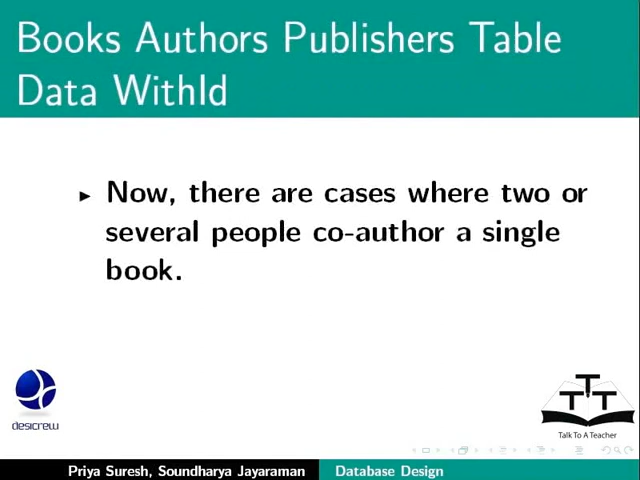 Books Authors Publishers Table
Data WithId
Now, there are cases where two or
several people co-author a single
book.
desicrew
TTT
Talk To A Teacher
Priya Suresh, Soundharya Jayaraman Database Design